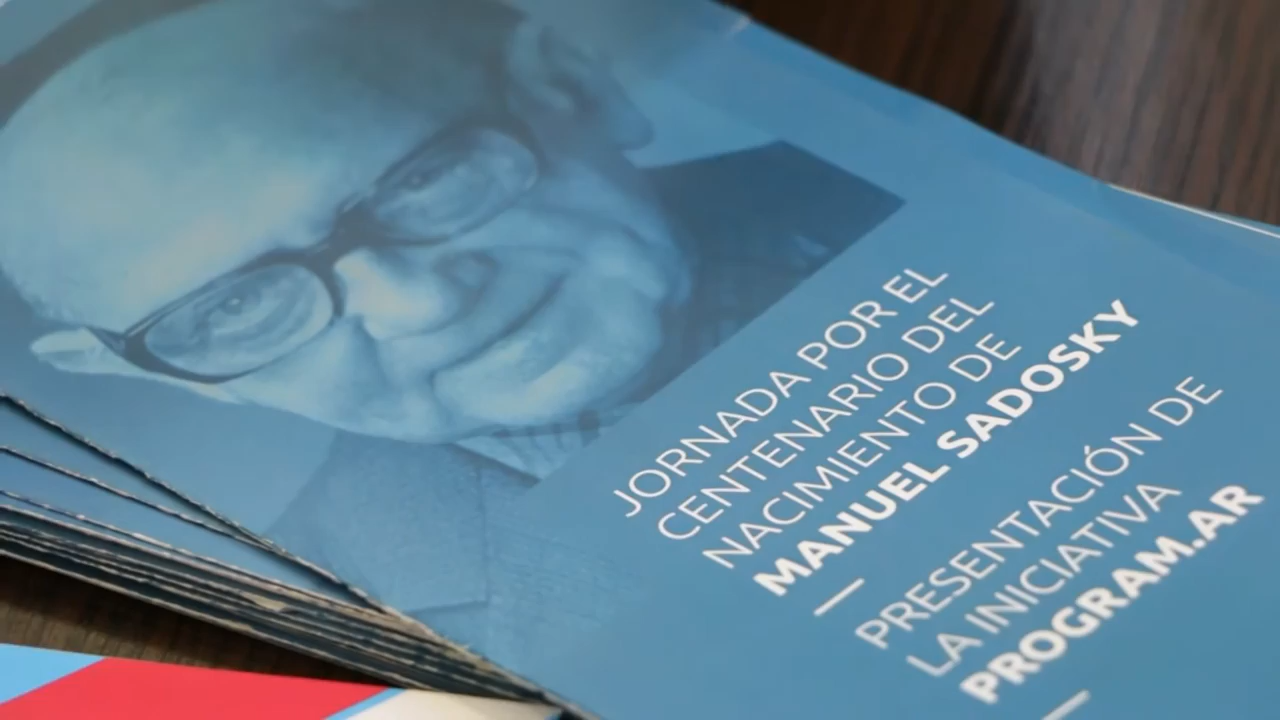 JORNADA POR EL
CENTENARIO DEL
NACIMIENTO DE
MANUEL SADOSKY
—
PRESENTACIÓN DE
LA INICIATIVA
PROGRAM.AR
—